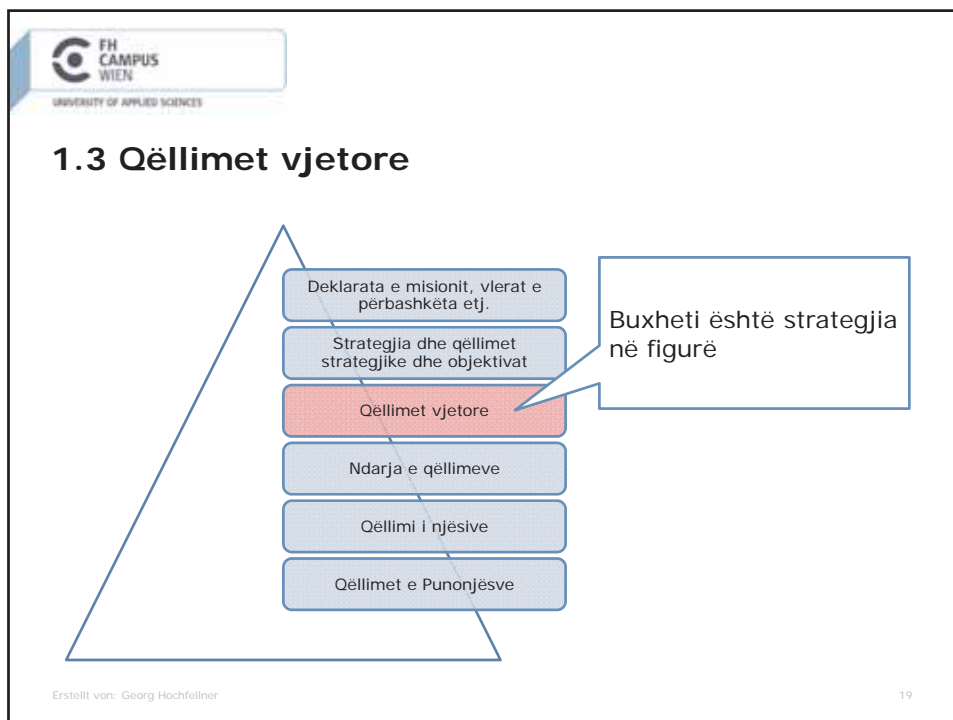 FH
CAMPUS
WIEN
UNIVERSITY OF APPLIED SCIENCES
1.3 Qëllimet vjetore
Deklarata e misionit, vlerat e
përbashkëta etj.
Strategjia dhe qëllimet
strategjike dhe objektivat
Qëllimet vjetore
Ndarja e qëllimeve
Qëllimi i njësive
Qëllimet e Punonjësve
Buxheti është strategjia
në figurë
Erstellt von: Georg Hochfellner
19